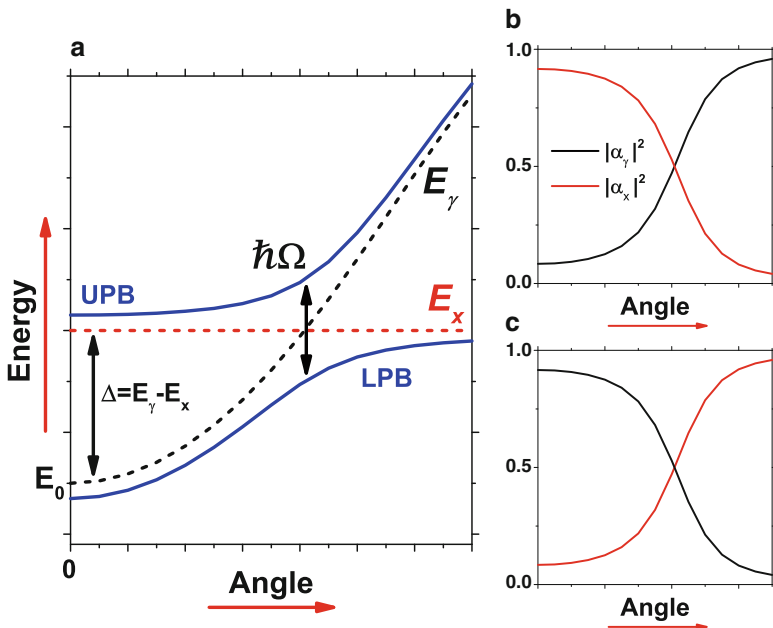 a
Energy
UPB
ħΩ
E_γ
E_x
LPB
Δ=E_γ-E_x
E_0
0
Angle
b
1.0
0.5
0.0
|α_γ|²
|α_x|²
Angle
c
1.0
0.5
0.0
Angle